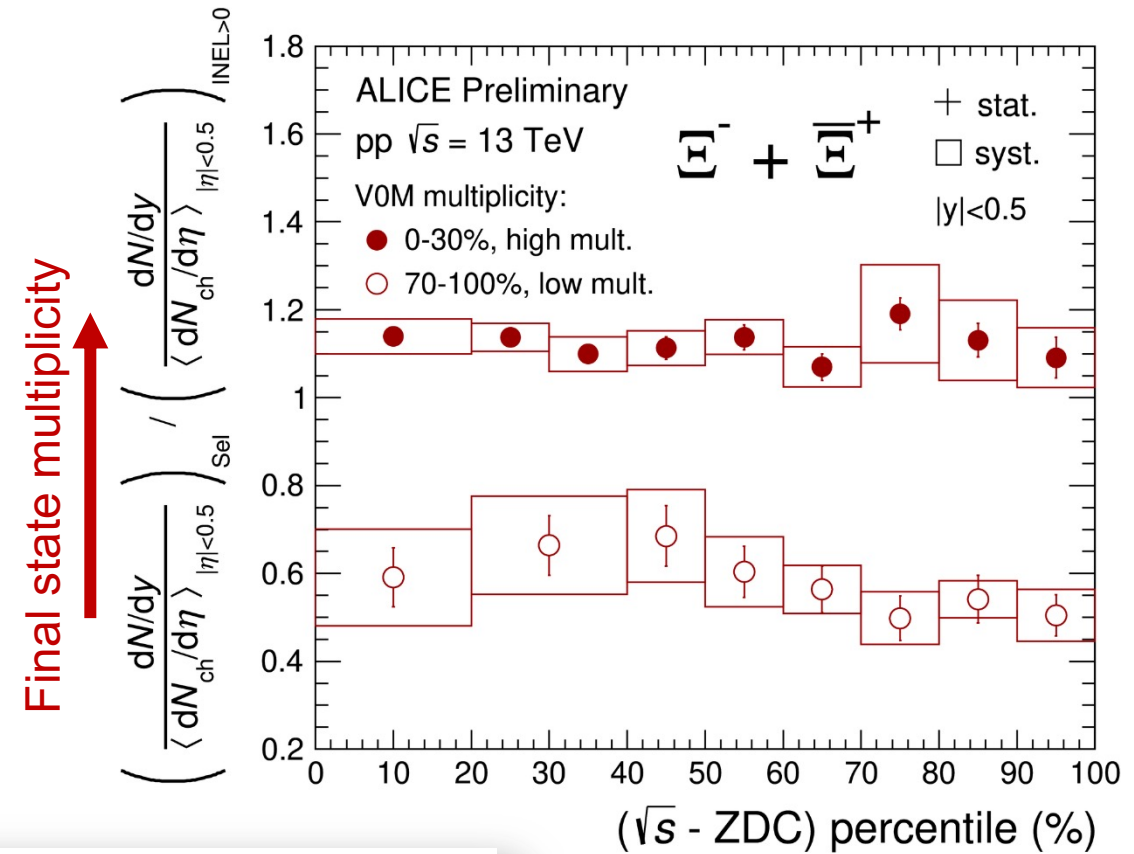 Final state multiplicity
( dN/dy / ⟨dN_ch/dη⟩_|η|<0.5 )_Sel / ( dN/dy / ⟨dN_ch/dη⟩_|η|<0.5 )_INEL>0
ALICE Preliminary
pp √s = 13 TeV
V0M multiplicity:
0-30%, high mult.
70-100%, low mult.
Ξ⁻ + Ξ̅⁺
stat.
syst.
|y|<0.5
1.8
1.6
1.4
1.2
1
0.8
0.6
0.4
0.2
0 10 20 30 40 50 60 70 80 90 100
(√s - ZDC) percentile (%)